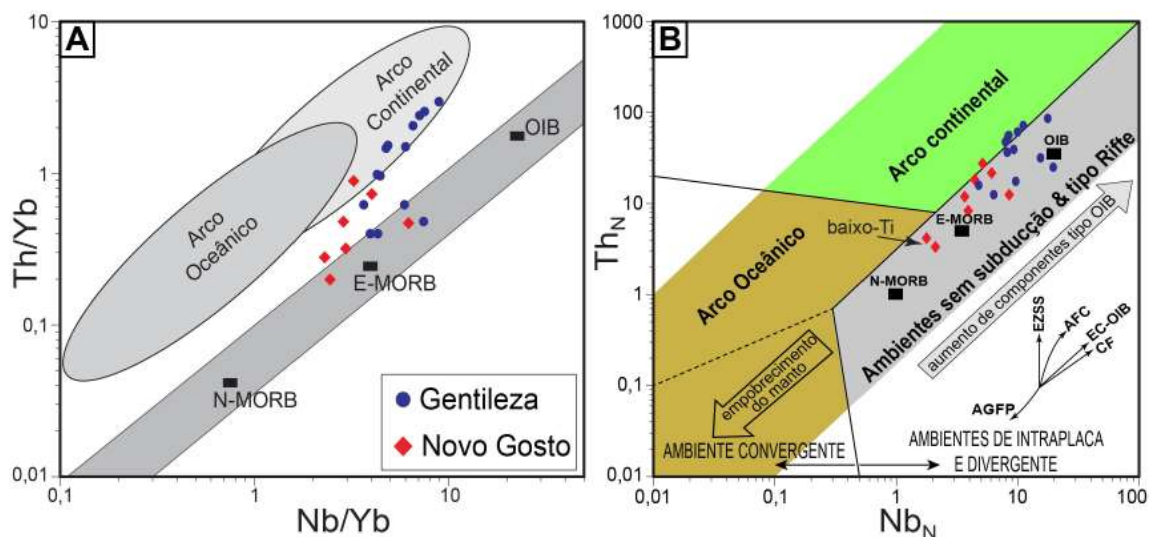 A
10
1
0,1
0,01
Th/Yb
0,1
1
10
Nb/Yb
Arco
Continental
Arco
Oceânico
OIB
E-MORB
N-MORB
Gentileza
Novo Gosto
B
1000
100
10
1
0,1
0,01
ThN
0,01
0,1
1
10
100
NbN
Arco continental
Arco Oceânico
OIB
E-MORB
baixo-Ti
N-MORB
Ambientes sem subducção & tipo Rifte
aumento de componentes tipo OIB
empobrecimento
do manto
EZSS
AFC
EC-OIB
CF
AGFP
AMBIENTE CONVERGENTE
AMBIENTES DE INTRAPLACA
E DIVERGENTE